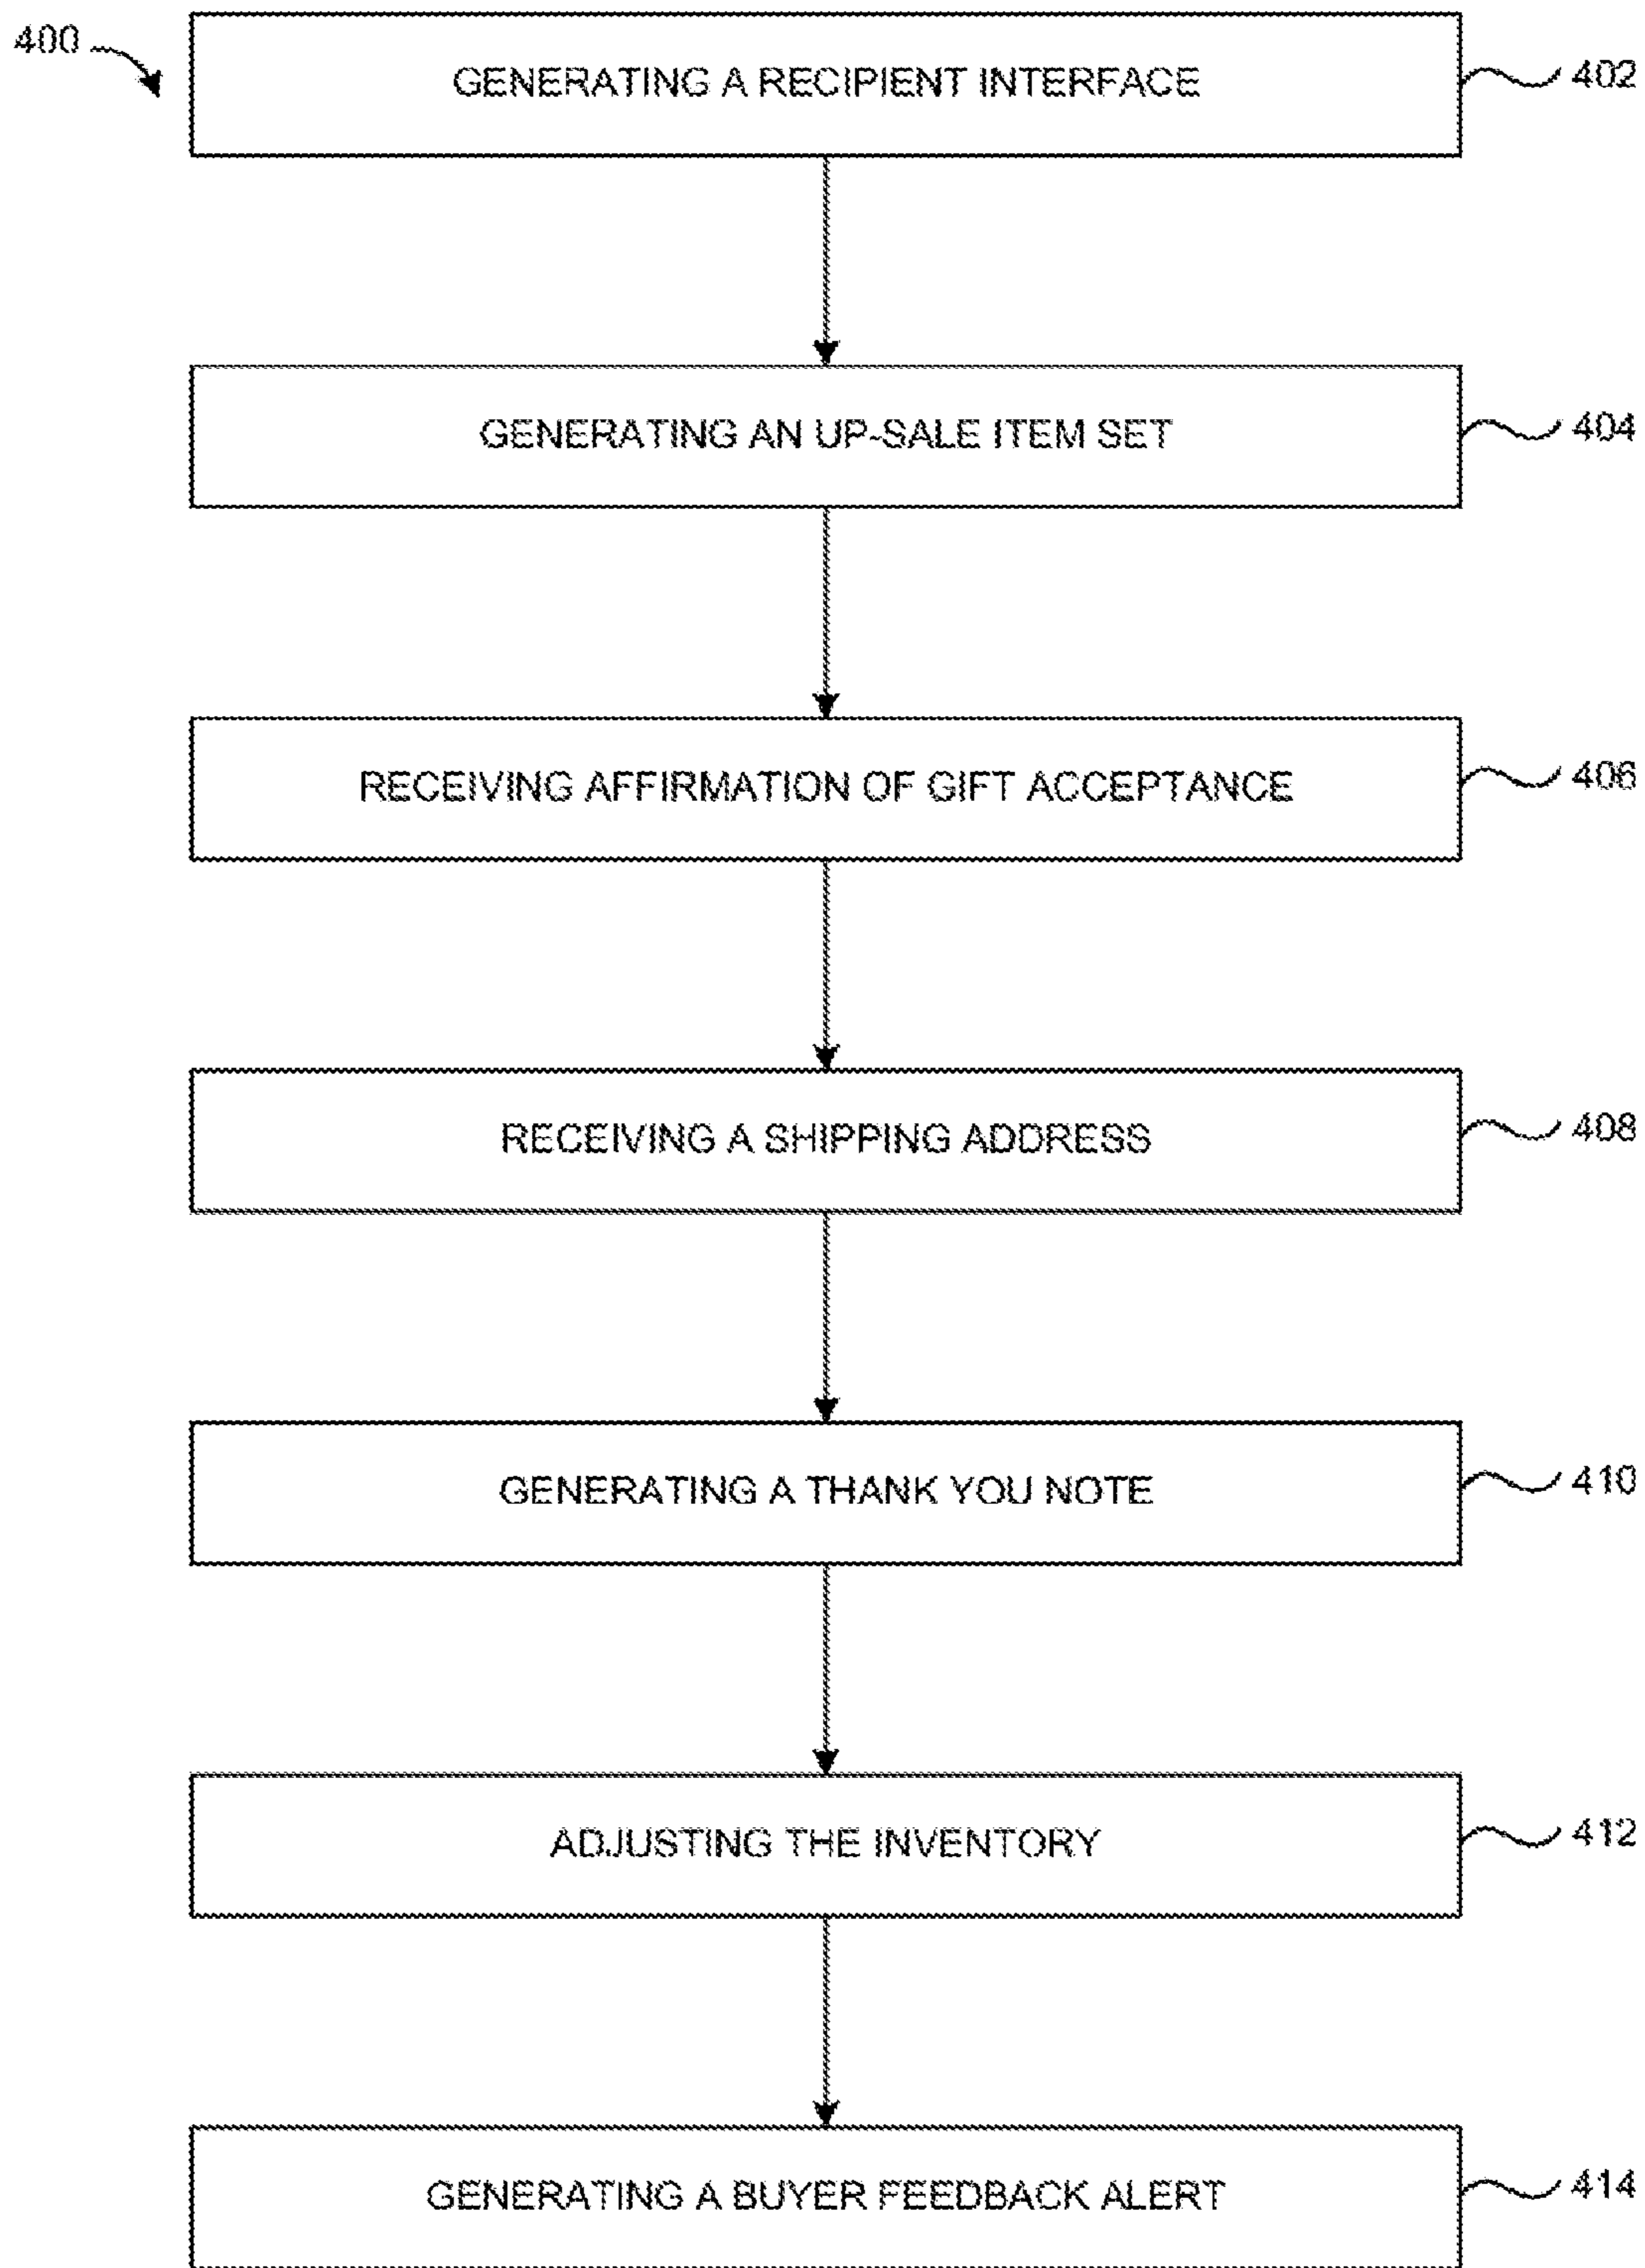 400
GENERATING A RECIPIENT INTERFACE
402
GENERATING AN UP-SALE ITEM SET
404
RECEIVING AFFIRMATION OF GIFT ACCEPTANCE
406
RECEIVING A SHIPPING ADDRESS
408
GENERATING A THANK YOU NOTE
410
ADJUSTING THE INVENTORY
412
GENERATING A BUYER FEEDBACK ALERT
414